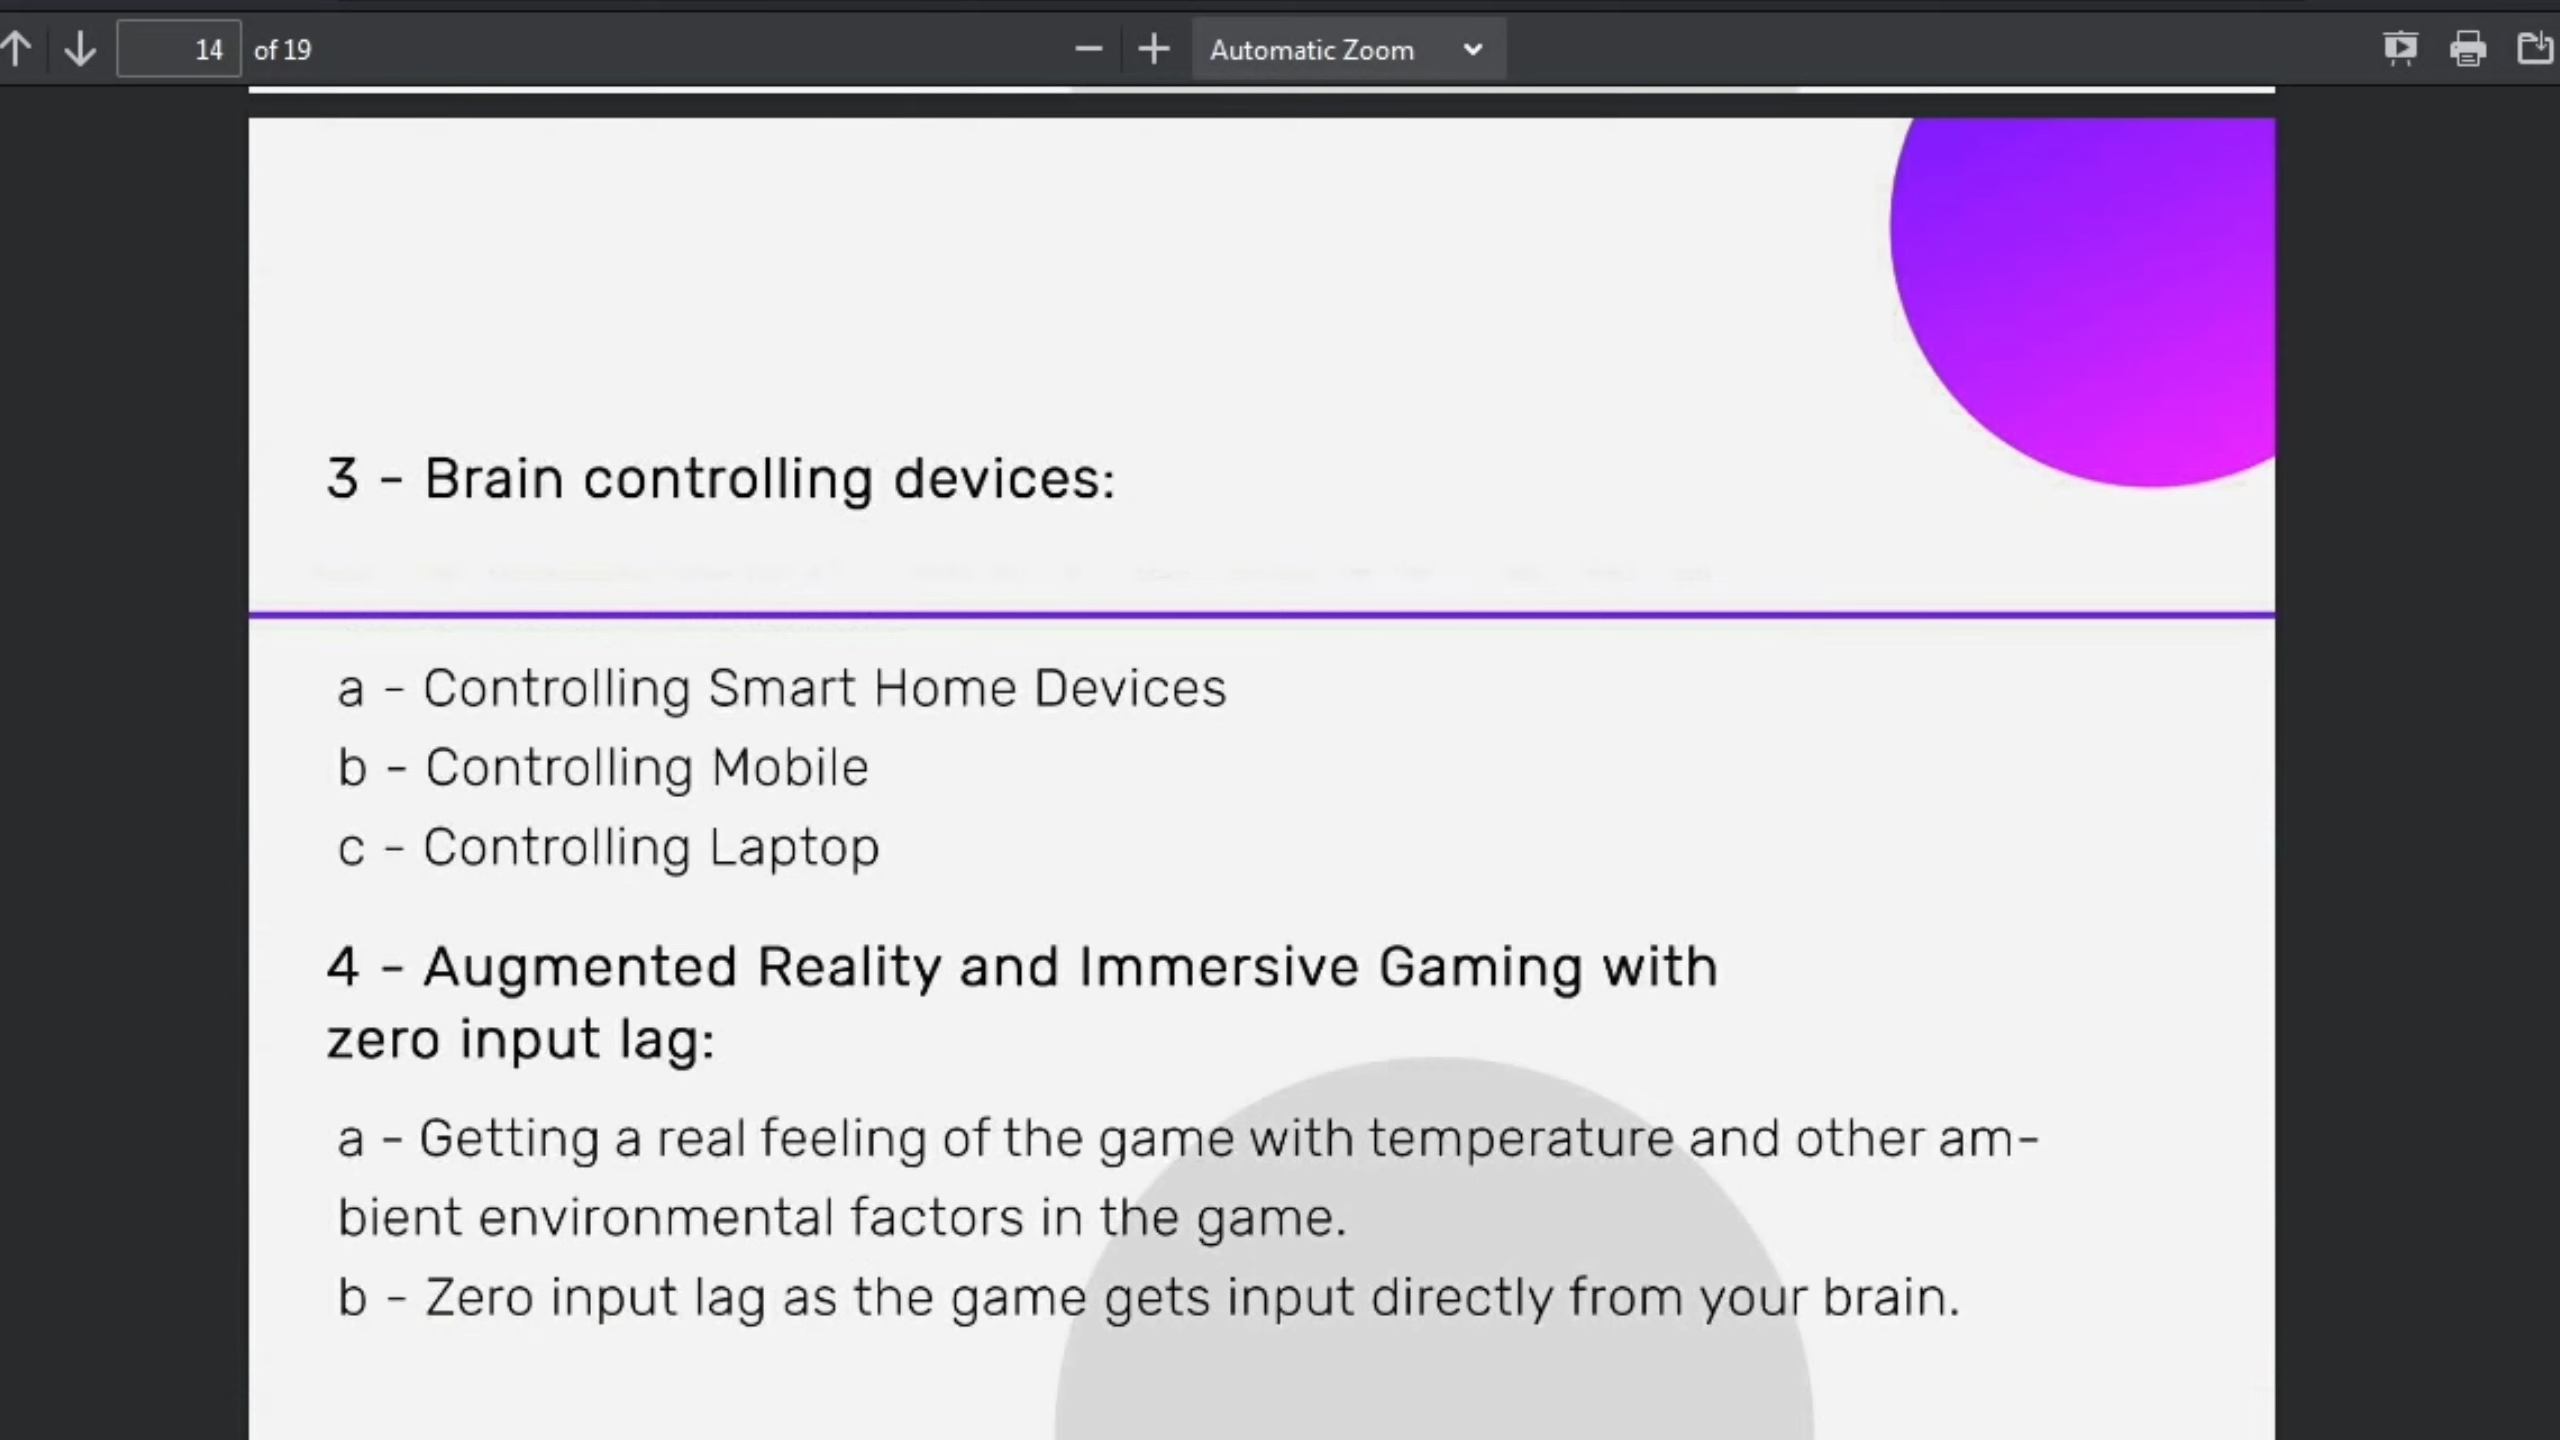 14 of 19
Automatic Zoom
3 - Brain controlling devices:
a - Controlling Smart Home Devices
b - Controlling Mobile
c - Controlling Laptop
4 - Augmented Reality and Immersive Gaming with
zero input lag:
a - Getting a real feeling of the game with temperature and other am-
bient environmental factors in the game.
b - Zero input lag as the game gets input directly from your brain.